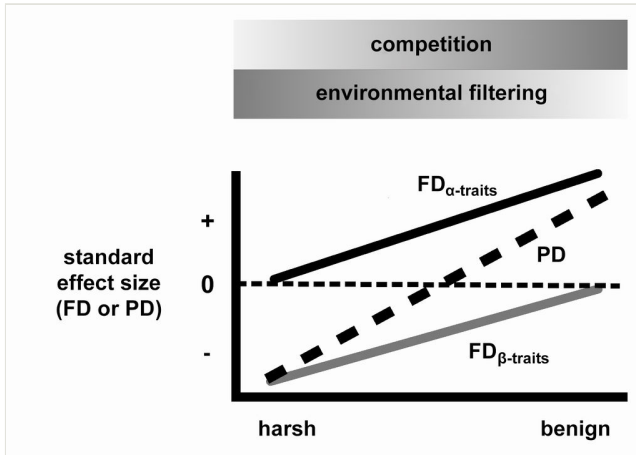 competition
environmental filtering
FDα-traits
+
PD
standard
effect size
(FD or PD)
0
-
FDβ-traits
harsh
benign